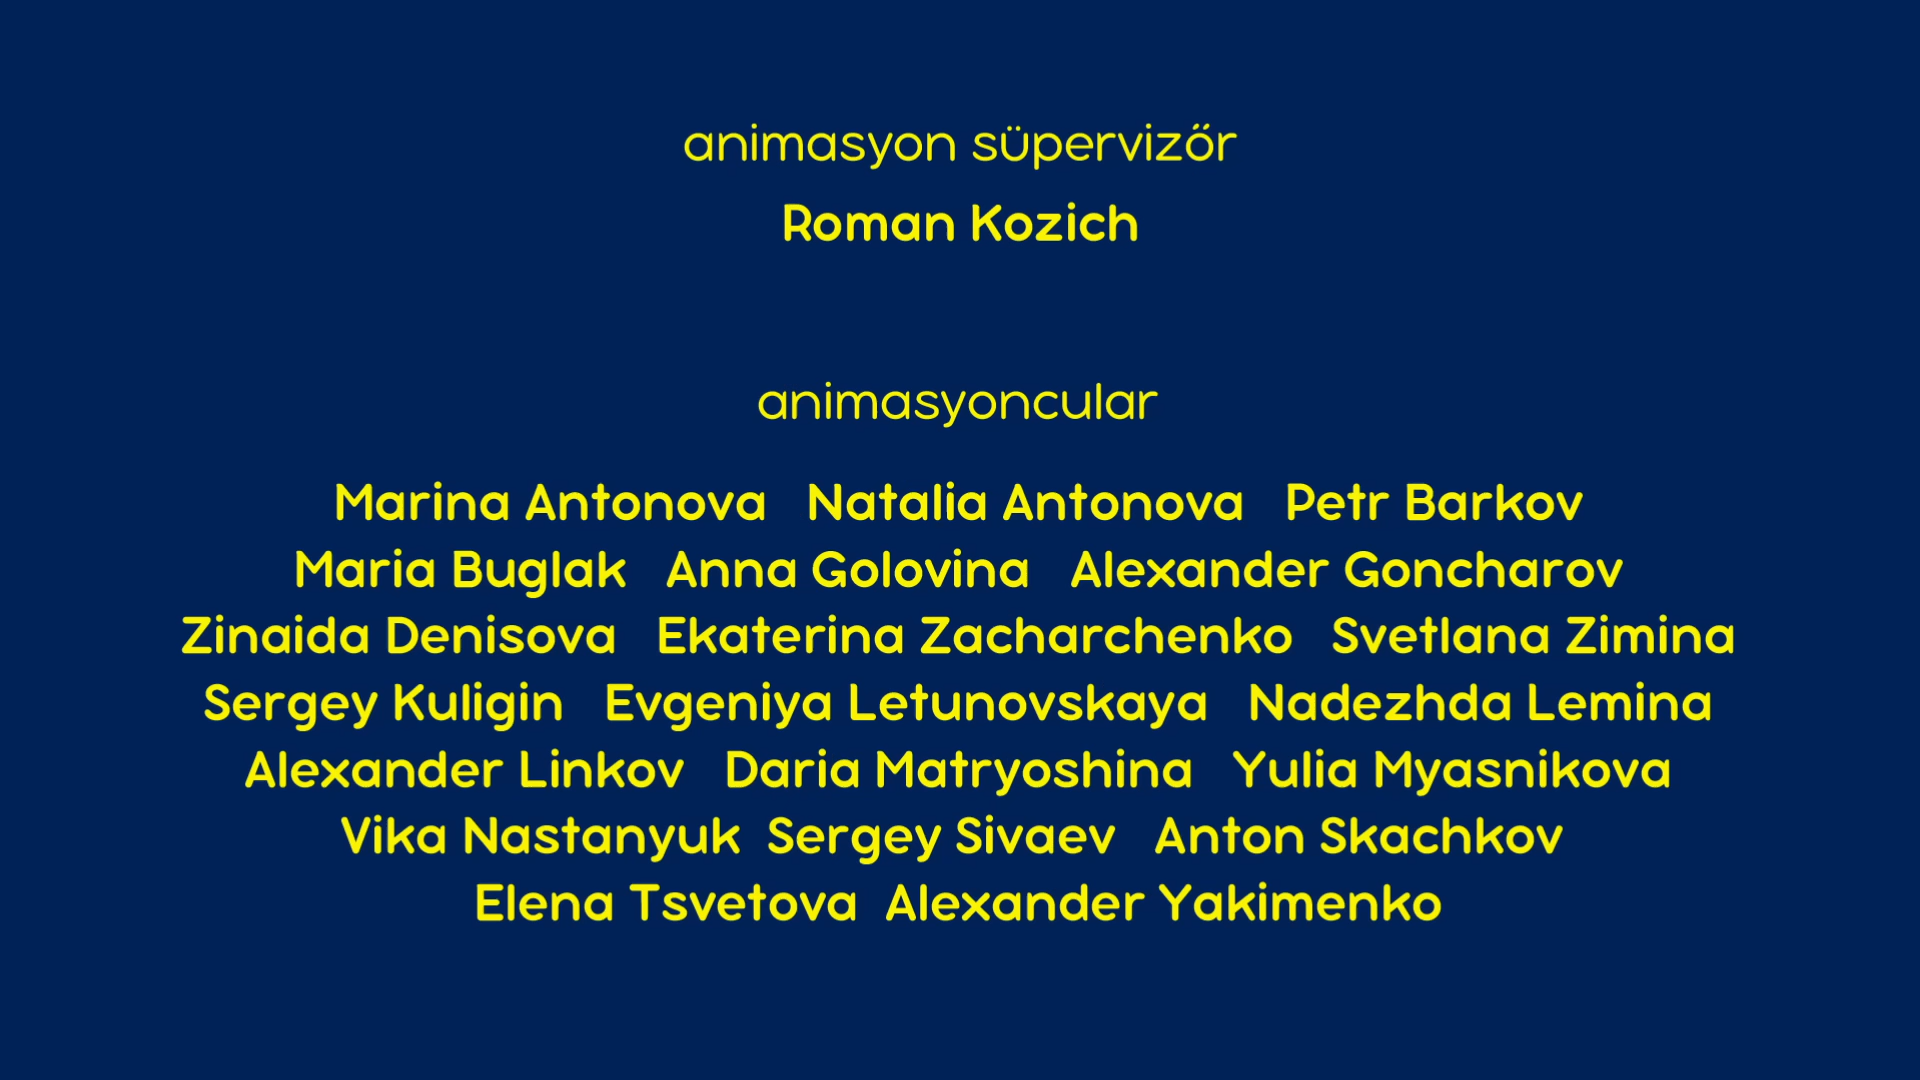 animasyon süpervizőr
Roman Kozich
animasyoncular
Marina Antonova Natalia Antonova Petr Barkov
Maria Buglak Anna Golovina Alexander Goncharov
Zinaida Denisova Ekaterina Zacharchenko Svetlana Zimina
Sergey Kuligin Evgeniya Letunovskaya Nadezhda Lemina
Alexander Linkov Daria Matryoshina Yulia Myasnikova
Vika Nastanyuk Sergey Sivaev Anton Skachkov
Elena Tsvetova Alexander Yakimenko